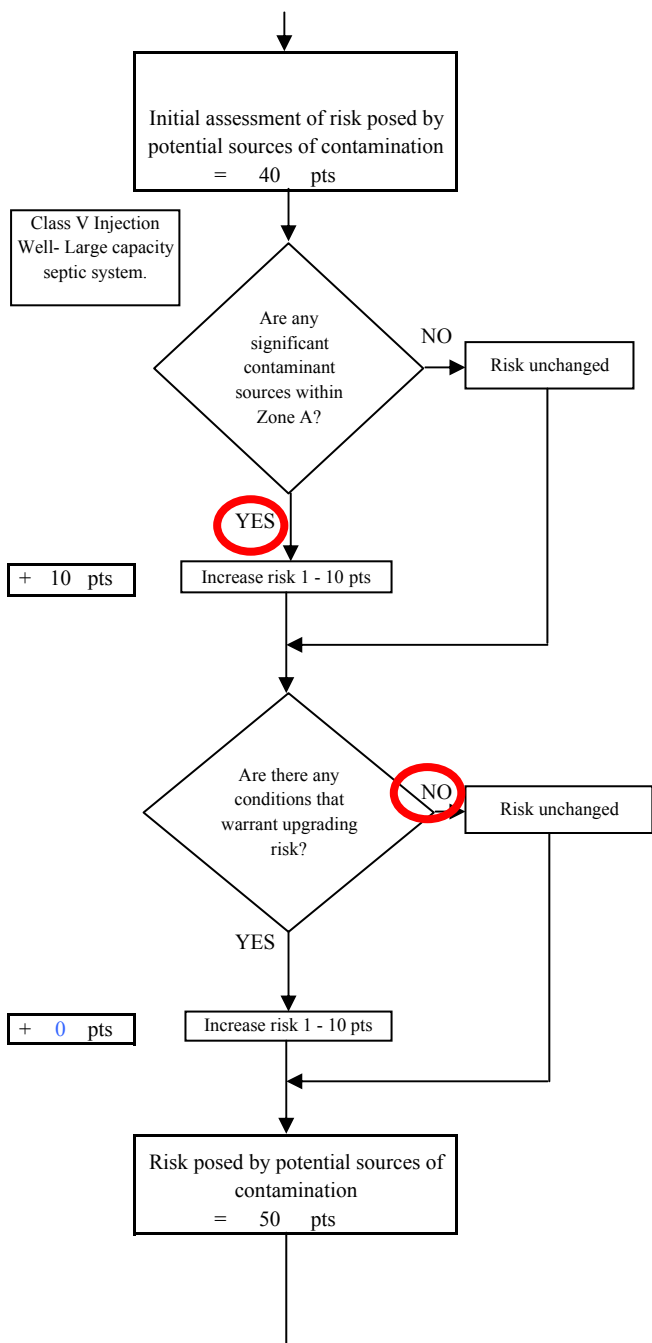 Initial assessment of risk posed by
potential sources of contamination
= 40 pts
Class V Injection
Well- Large capacity
septic system.
Are any
significant
contaminant
sources within
Zone A?
NO
Risk unchanged
YES
+ 10 pts
Increase risk 1 - 10 pts
Are there any
conditions that
warrant upgrading
risk?
NO
Risk unchanged
YES
+ 0 pts
Increase risk 1 - 10 pts
Risk posed by potential sources of
contamination
= 50 pts